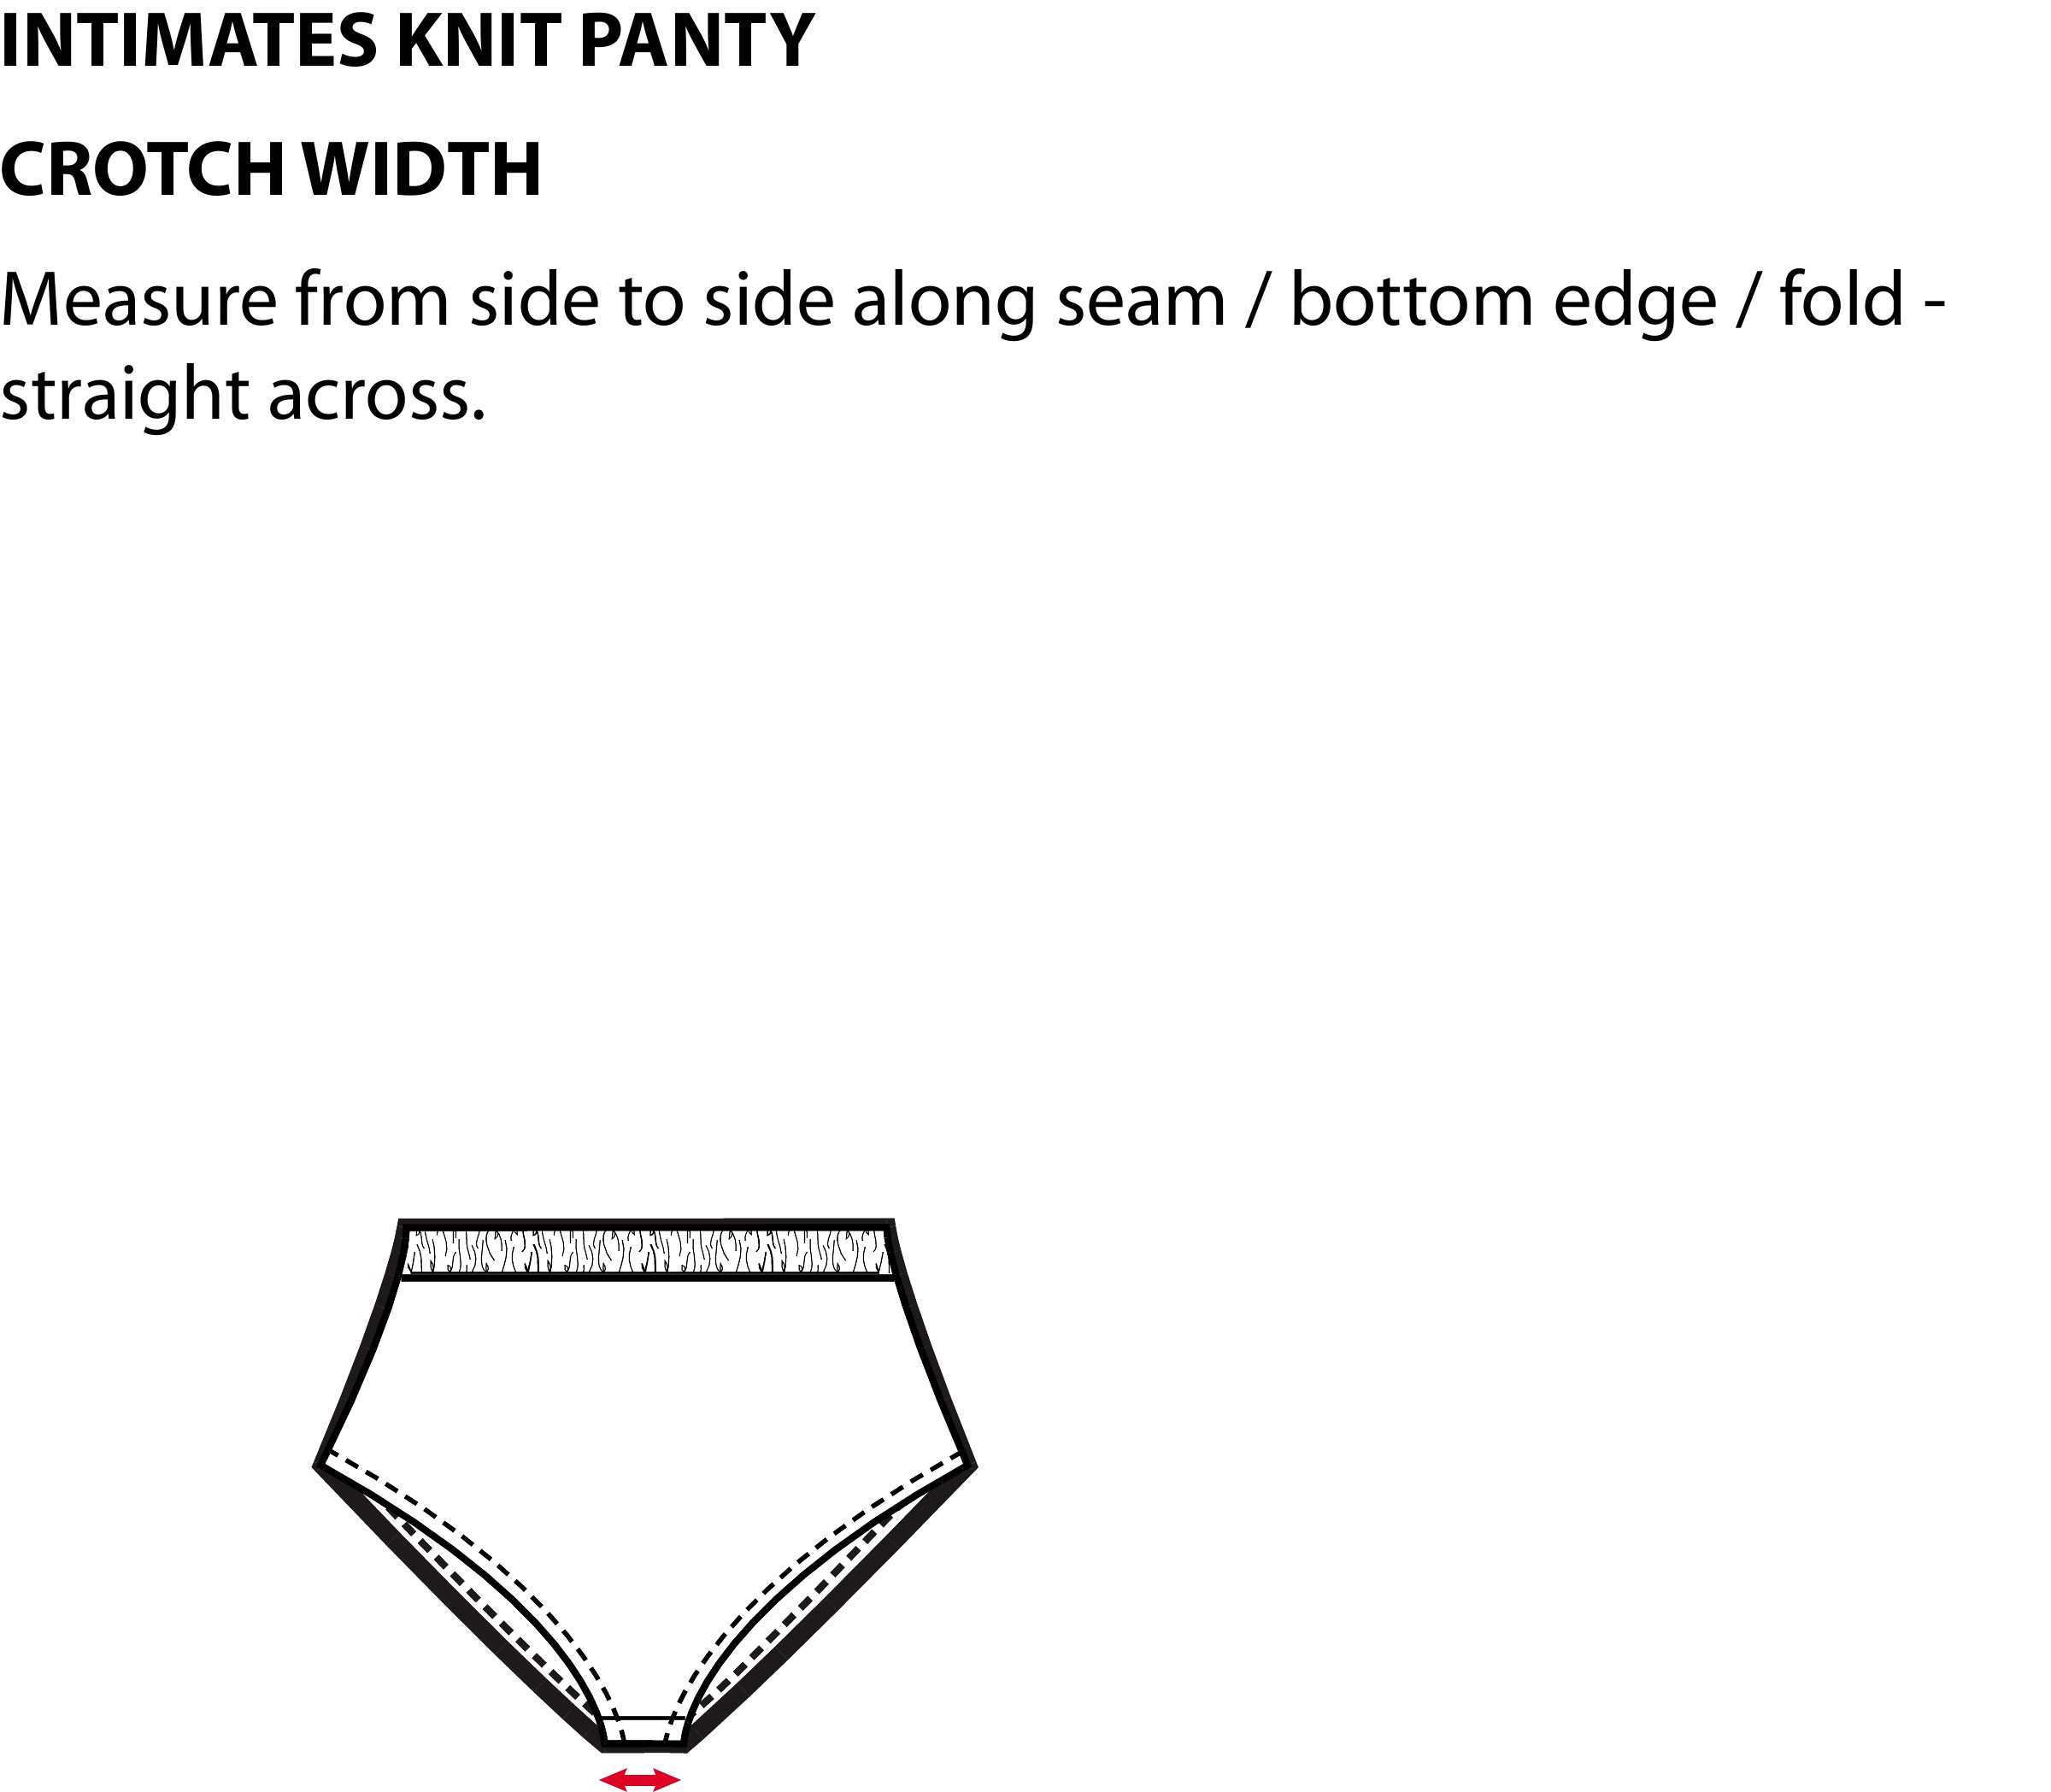 INTIMATES KNIT PANTY
CROTCH WIDTH
Measure from side to side along seam / bottom edge / fold -
straight across.